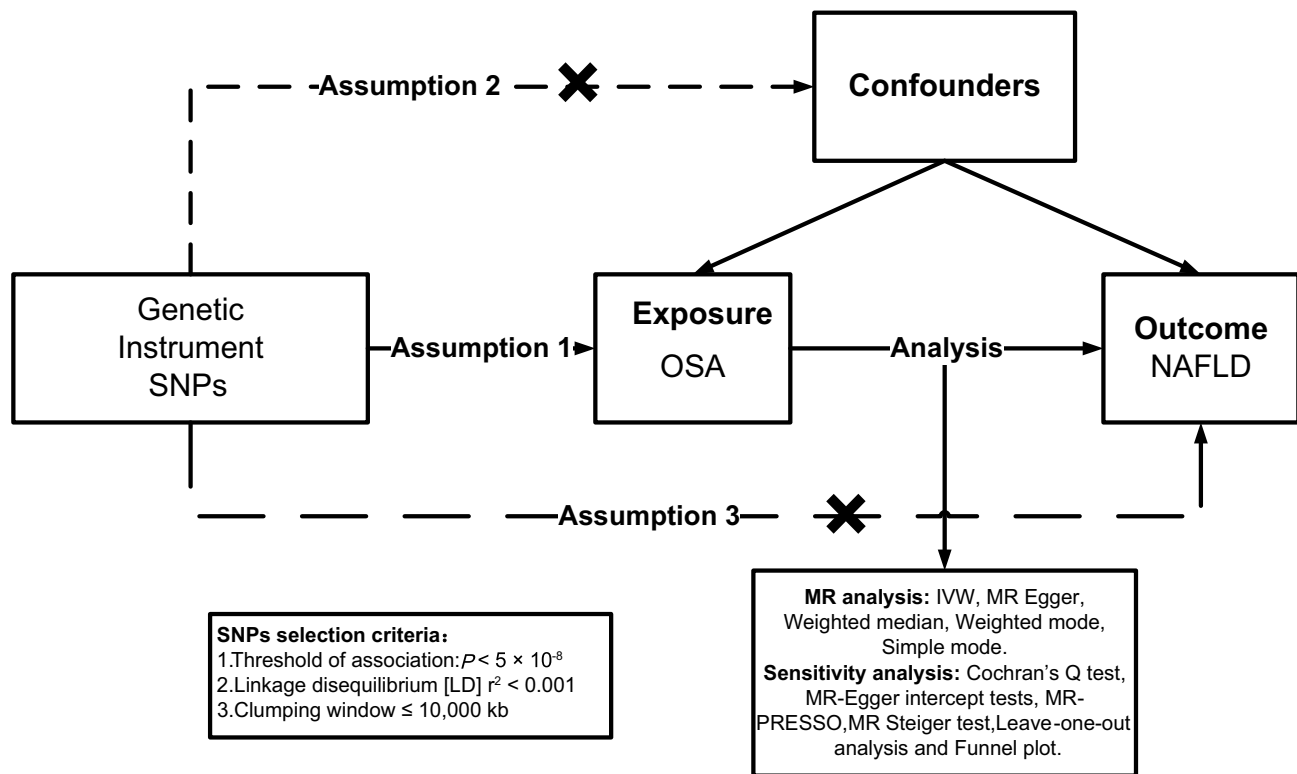 Assumption 2
Confounders
Genetic
Instrument
SNPs
Assumption 1
Exposure
OSA
Analysis
Outcome
NAFLD
Assumption 3
SNPs selection criteria：
1.Threshold of association:P < 5 × 10⁻⁸
2.Linkage disequilibrium [LD] r² < 0.001
3.Clumping window ≤ 10,000 kb
MR analysis: IVW, MR Egger,
Weighted median, Weighted mode,
Simple mode.
Sensitivity analysis: Cochran’s Q test,
MR-Egger intercept tests, MR-
PRESSO,MR Steiger test,Leave-one-out
analysis and Funnel plot.